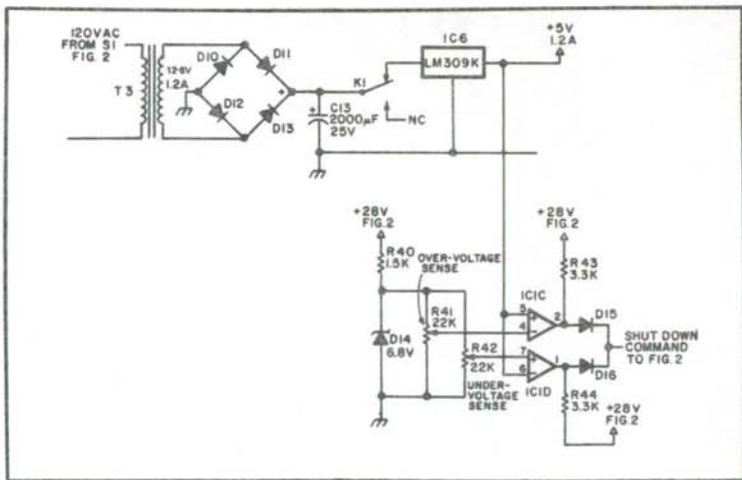 120VAC
FROM S1
FIG. 2
T3
12·6V
1.2A
D10
D11
D12
D13
+
+
C13
2000µF
25V
K1
NC
IC6
LM309K
+5V
1.2A
+28V
FIG.2
R40
1.5K
OVER-VOLTAGE
SENSE
D14
6.8V
R41
22K
R42
22K
UNDER-
VOLTAGE
SENSE
+28V
FIG.2
R43
3.3K
IC1C
5
+
2
4
−
D15
7
+
1
6
−
IC1D
D16
SHUT DOWN
COMMAND
TO FIG. 2
R44
3.3K
+28V
FIG.2